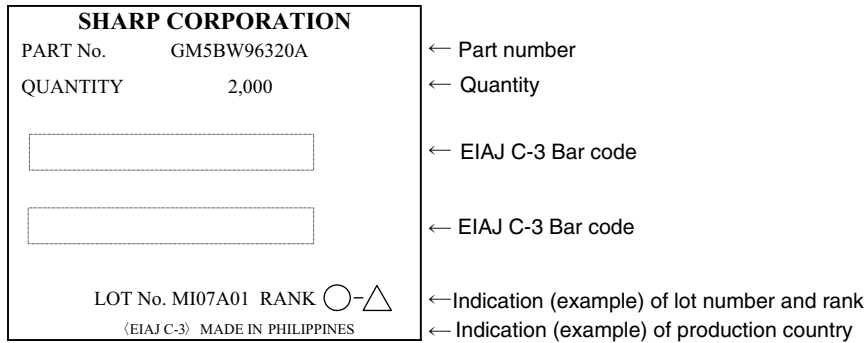 SHARP CORPORATION
PART No. GM5BW96320A ← Part number
QUANTITY 2,000 ← Quantity
← EIAJ C-3 Bar code
← EIAJ C-3 Bar code
LOT No. MI07A01 RANK ○-△ ←Indication (example) of lot number and rank
〈EIAJ C-3〉 MADE IN PHILIPPINES ← Indication (example) of production country